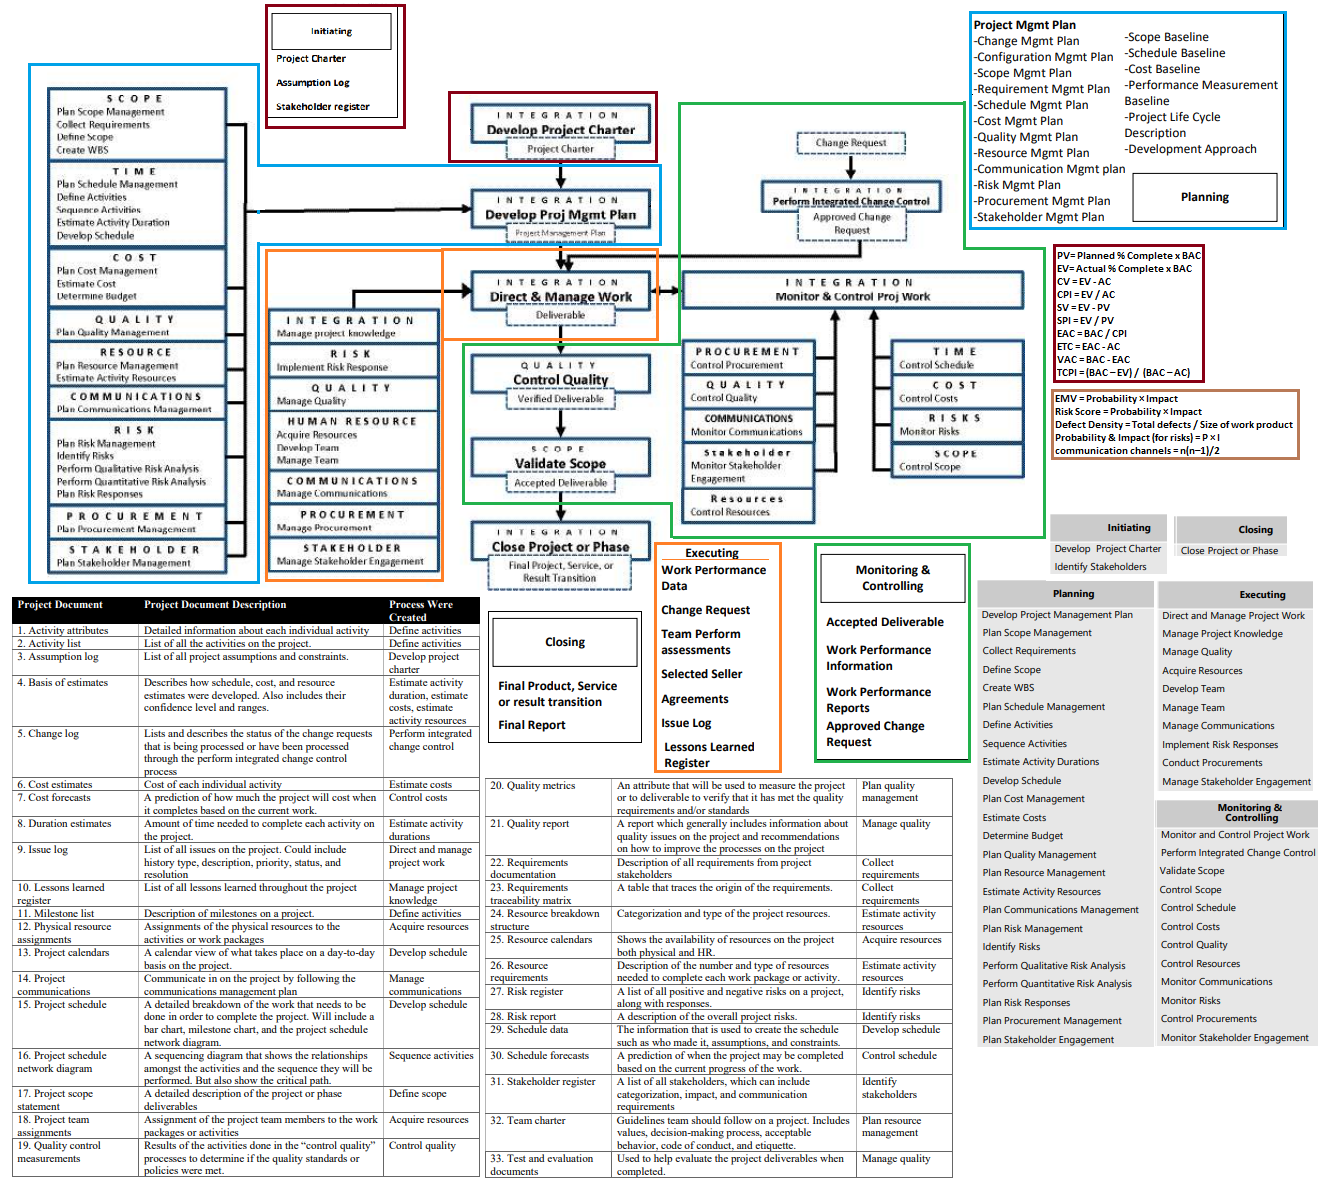 Initiating
Project Charter
Assumption Log
Stakeholder register
Project Mgmt Plan
-Change Mgmt Plan
-Configuration Mgmt Plan
-Scope Mgmt Plan
-Requirement Mgmt Plan
-Schedule Mgmt Plan
-Cost Mgmt Plan
-Quality Mgmt Plan
-Resource Mgmt Plan
-Communication Mgmt plan
-Risk Mgmt Plan
-Procurement Mgmt Plan
-Stakeholder Mgmt Plan
-Scope Baseline
-Schedule Baseline
-Cost Baseline
-Performance Measurement
Baseline
-Project Life Cycle
Description
-Development Approach
Planning
SCOPE
Plan Scope Management
Collect Requirements
Define Scope
Create WBS
TIME
Plan Schedule Management
Define Activities
Sequence Activities
Estimate Activity Duration
Develop Schedule
COST
Plan Cost Management
Estimate Cost
Determine Budget
QUALITY
Plan Quality Management
RESOURCE
Plan Resource Management
Estimate Activity Resources
COMMUNICATIONS
Plan Communications Management
RISK
Plan Risk Management
Identify Risks
Perform Qualitative Risk Analysis
Perform Quantitative Risk Analysis
Plan Risk Responses
PROCUREMENT
Plan Procurement Management
STAKEHOLDER
Plan Stakeholder Management
INTEGRATION
Develop Project Charter
Project Charter
INTEGRATION
Develop Proj Mgmt Plan
Project Management Plan
INTEGRATION
Direct & Manage Work
Deliverable
QUALITY
Control Quality
Verified Deliverable
SCOPE
Validate Scope
Accepted Deliverable
INTEGRATION
Close Project or Phase
Final Project, Service, or
Result Transition
INTEGRATION
Manage project knowledge
RISK
Implement Risk Response
QUALITY
Manage Quality
HUMAN RESOURCE
Acquire Resources
Develop Team
Manage Team
COMMUNICATIONS
Manage Communications
PROCUREMENT
Manage Procurement
STAKEHOLDER
Manage Stakeholder Engagement
Change Request
INTEGRATION
Perform Integrated Change Control
Approved Change
Request
INTEGRATION
Monitor & Control Proj Work
PROCUREMENT
Control Procurement
QUALITY
Control Quality
COMMUNICATIONS
Monitor Communications
Stakeholder
Monitor Stakeholder
Engagement
Resources
Control Resources
TIME
Control Schedule
COST
Control Costs
RISKS
Monitor Risks
SCOPE
Control Scope
PV= Planned % Complete x BAC
EV= Actual % Complete x BAC
CV = EV - AC
CPI = EV / AC
SV = EV - PV
SPI = EV / PV
EAC = BAC / CPI
ETC = EAC - AC
VAC = BAC - EAC
TCPI = (BAC – EV) / (BAC – AC)
EMV = Probability × Impact
Risk Score = Probability × Impact
Defect Density = Total defects / Size of work product
Probability & Impact (for risks) = P × I
communication channels = n(n−1)/2
Executing
Work Performance
Data
Change Request
Team Perform
assessments
Selected Seller
Agreements
Issue Log
Lessons Learned
Register
Monitoring &
Controlling
Accepted Deliverable
Work Performance
Information
Work Performance
Reports
Approved Change
Request
Closing
Final Product, Service
or result transition
Final Report
Initiating
Develop Project Charter
Identify Stakeholders
Closing
Close Project or Phase
Planning
Develop Project Management Plan
Plan Scope Management
Collect Requirements
Define Scope
Create WBS
Plan Schedule Management
Define Activities
Sequence Activities
Estimate Activity Durations
Develop Schedule
Plan Cost Management
Estimate Costs
Determine Budget
Plan Quality Management
Plan Resource Management
Estimate Activity Resources
Plan Communications Management
Plan Risk Management
Identify Risks
Perform Qualitative Risk Analysis
Perform Quantitative Risk Analysis
Plan Risk Responses
Plan Procurement Management
Plan Stakeholder Engagement
Executing
Direct and Manage Project Work
Manage Project Knowledge
Manage Quality
Acquire Resources
Develop Team
Manage Team
Manage Communications
Implement Risk Responses
Conduct Procurements
Manage Stakeholder Engagement
Monitoring &
Controlling
Monitor and Control Project Work
Perform Integrated Change Control
Validate Scope
Control Scope
Control Schedule
Control Costs
Control Quality
Control Resources
Monitor Communications
Monitor Risks
Control Procurements
Monitor Stakeholder Engagement
Project Document Project Document Description Process Were
Created
1. Activity attributes Detailed information about each individual activity Define activities
2. Activity list List of all the activities on the project. Define activities
3. Assumption log List of all project assumptions and constraints. Develop project
charter
4. Basis of estimates Describes how schedule, cost, and resource Estimate activity
estimates were developed. Also includes their duration, estimate
confidence level and ranges. costs, estimate
activity resources
5. Change log Lists and describes the status of the change requests Perform integrated
that is being processed or have been processed change control
through the perform integrated change control
process
6. Cost estimates Cost of each individual activity Estimate costs
7. Cost forecasts A prediction of how much the project will cost when Control costs
it completes based on the current work.
8. Duration estimates Amount of time needed to complete each activity on Estimate activity
the project. durations
9. Issue log List of all issues on the project. Could include Direct and manage
history type, description, priority, status, and project work
resolution
10. Lessons learned List of all lessons learned throughout the project Manage project
register knowledge
11. Milestone list Description of milestones on a project. Define activities
12. Physical resource Assignments of the physical resources to the Acquire resources
assignments activities or work packages
13. Project calendars A calendar view of what takes place on a day-to-day Develop schedule
basis on the project.
14. Project Communicate in on the project by following the Manage
communications communications management plan communications
15. Project schedule A detailed breakdown of the work that needs to be Develop schedule
done in order to complete the project. Will include a
bar chart, milestone chart, and the project schedule
network diagram.
16. Project schedule A sequencing diagram that shows the relationships Sequence activities
network diagram amongst the activities and the sequence they will be
performed. But also show the critical path.
17. Project scope A detailed description of the project or phase Define scope
statement deliverables
18. Project team Assignment of the project team members to the work Acquire resources
assignments packages or activities
19. Quality control Results of the activities done in the “control quality” Control quality
measurements processes to determine if the quality standards or
policies were met.
20. Quality metrics An attribute that will be used to measure the project Plan quality
or to deliverable to verify that it has met the quality management
requirements and/or standards
21. Quality report A report which generally includes information about Manage quality
quality issues on the project and recommendations
on how to improve the processes on the project
22. Requirements Description of all requirements from project Collect
documentation stakeholders requirements
23. Requirements A table that traces the origin of the requirements. Collect
traceability matrix requirements
24. Resource breakdown Categorization and type of the project resources. Estimate activity
structure resources
25. Resource calendars Shows the availability of resources on the project Acquire resources
both physical and HR.
26. Resource Description of the number and type of resources Estimate activity
requirements needed to complete each work package or activity. resources
27. Risk register A list of all positive and negative risks on a project, Identify risks
along with responses.
28. Risk report A description of the overall project risks. Identify risks
29. Schedule data The information that is used to create the schedule Develop schedule
such as who made it, assumptions, and constraints.
30. Schedule forecasts A prediction of when the project may be completed Control schedule
based on the current progress of the work.
31. Stakeholder register A list of all stakeholders, which can include Identify
categorization, impact, and communication stakeholders
requirements
32. Team charter Guidelines team should follow on a project. Includes Plan resource
values, decision-making process, acceptable management
behavior, code of conduct, and etiquette.
33. Test and evaluation Used to help evaluate the project deliverables when Manage quality
documents completed.